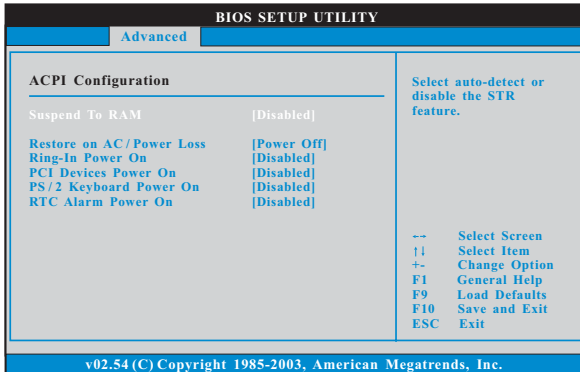 BIOS SETUP UTILITY
Advanced
ACPI Configuration
Suspend To RAM [Disabled]
Restore on AC / Power Loss [Power Off]
Ring-In Power On [Disabled]
PCI Devices Power On [Disabled]
PS / 2 Keyboard Power On [Disabled]
RTC Alarm Power On [Disabled]
Select auto-detect or
disable the STR
feature.
←→ Select Screen
↑↓ Select Item
+- Change Option
F1 General Help
F9 Load Defaults
F10 Save and Exit
ESC Exit
v02.54 (C) Copyright 1985-2003, American Megatrends, Inc.